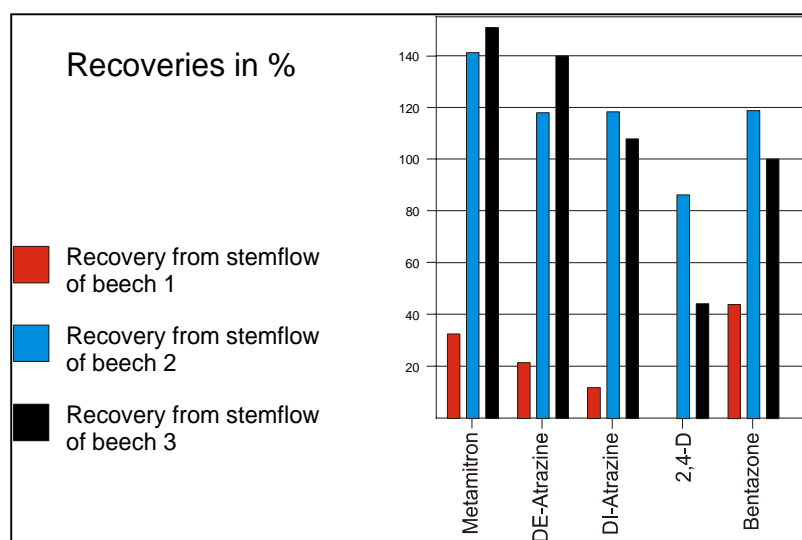 Recoveries in %
Recovery from stemflow
of beech 1
Recovery from stemflow
of beech 2
Recovery from stemflow
of beech 3
140
120
100
80
60
40
20
Metamitron
DE-Atrazine
DI-Atrazine
2,4-D
Bentazone